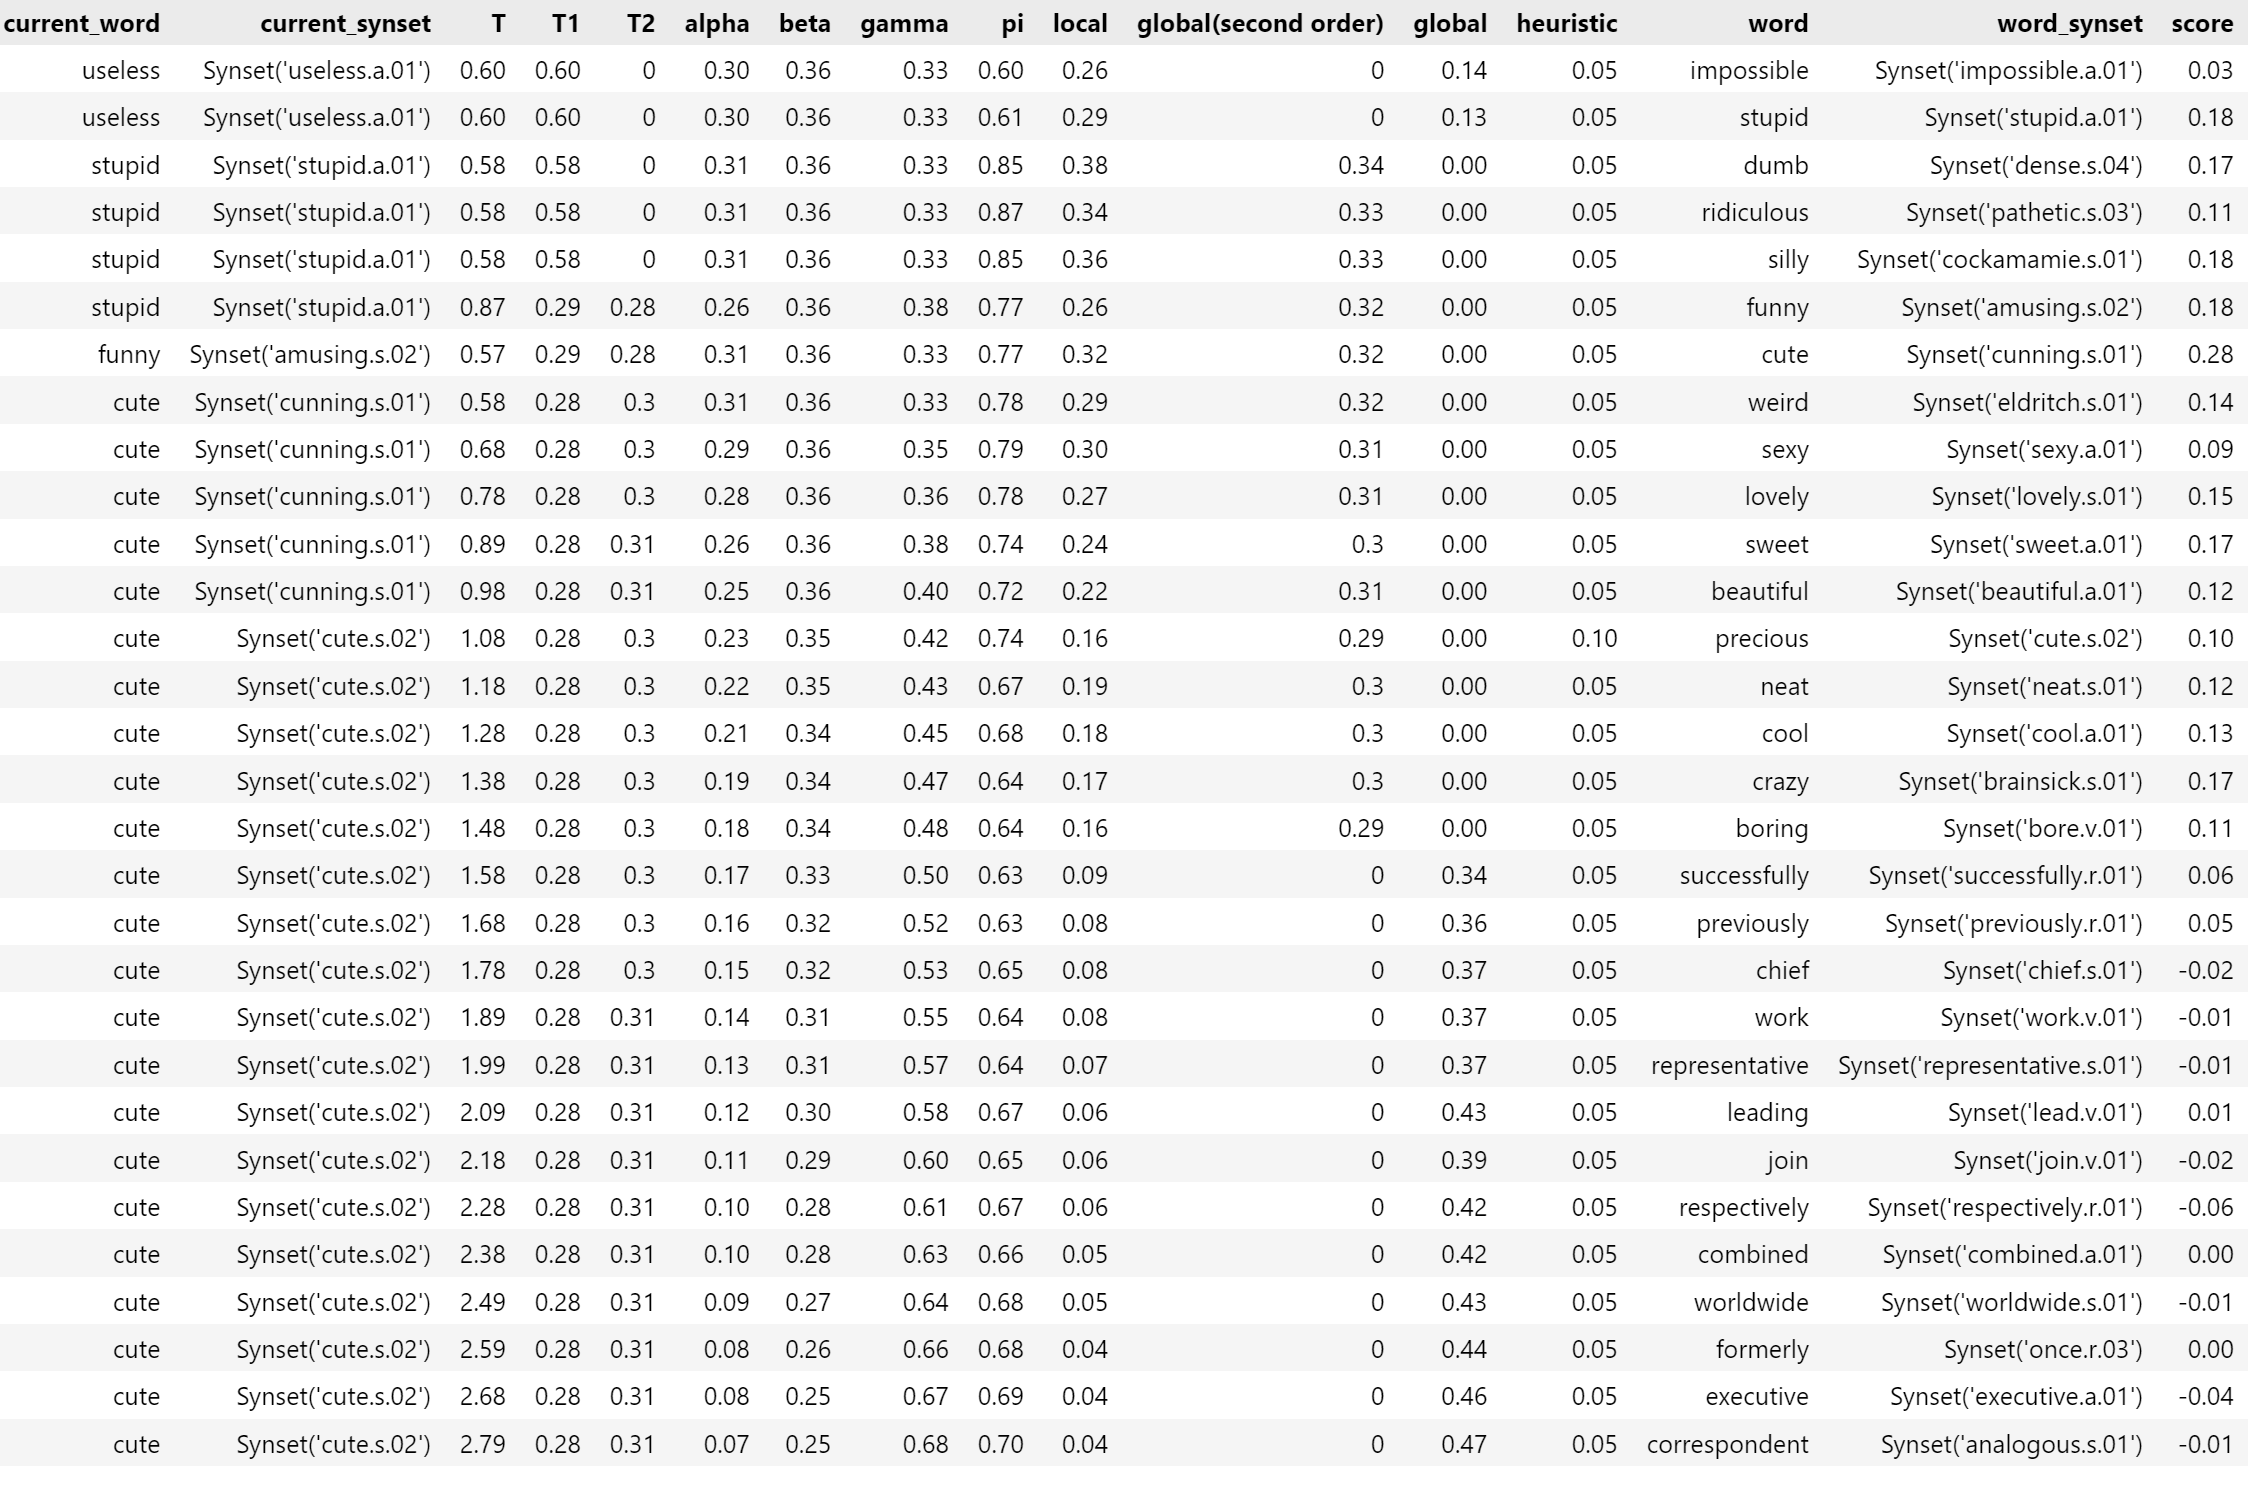 current_word current_synset T T1 T2 alpha beta gamma pi local global(second order) global heuristic word word_synset score
useless Synset('useless.a.01') 0.60 0.60 0 0.30 0.36 0.33 0.60 0.26 0 0.14 0.05 impossible Synset('impossible.a.01') 0.03
useless Synset('useless.a.01') 0.60 0.60 0 0.30 0.36 0.33 0.61 0.29 0 0.13 0.05 stupid Synset('stupid.a.01') 0.18
stupid Synset('stupid.a.01') 0.58 0.58 0 0.31 0.36 0.33 0.85 0.38 0.34 0.00 0.05 dumb Synset('dense.s.04') 0.17
stupid Synset('stupid.a.01') 0.58 0.58 0 0.31 0.36 0.33 0.87 0.34 0.33 0.00 0.05 ridiculous Synset('pathetic.s.03') 0.11
stupid Synset('stupid.a.01') 0.58 0.58 0 0.31 0.36 0.33 0.85 0.36 0.33 0.00 0.05 silly Synset('cockamamie.s.01') 0.18
stupid Synset('stupid.a.01') 0.87 0.29 0.28 0.26 0.36 0.38 0.77 0.26 0.32 0.00 0.05 funny Synset('amusing.s.02') 0.18
funny Synset('amusing.s.02') 0.57 0.29 0.28 0.31 0.36 0.33 0.77 0.32 0.32 0.00 0.05 cute Synset('cunning.s.01') 0.28
cute Synset('cunning.s.01') 0.58 0.28 0.3 0.31 0.36 0.33 0.78 0.29 0.32 0.00 0.05 weird Synset('eldritch.s.01') 0.14
cute Synset('cunning.s.01') 0.68 0.28 0.3 0.29 0.36 0.35 0.79 0.30 0.31 0.00 0.05 sexy Synset('sexy.a.01') 0.09
cute Synset('cunning.s.01') 0.78 0.28 0.3 0.28 0.36 0.36 0.78 0.27 0.31 0.00 0.05 lovely Synset('lovely.s.01') 0.15
cute Synset('cunning.s.01') 0.89 0.28 0.31 0.26 0.36 0.38 0.74 0.24 0.3 0.00 0.05 sweet Synset('sweet.a.01') 0.17
cute Synset('cunning.s.01') 0.98 0.28 0.31 0.25 0.36 0.40 0.72 0.22 0.31 0.00 0.05 beautiful Synset('beautiful.a.01') 0.12
cute Synset('cute.s.02') 1.08 0.28 0.3 0.23 0.35 0.42 0.74 0.16 0.29 0.00 0.10 precious Synset('cute.s.02') 0.10
cute Synset('cute.s.02') 1.18 0.28 0.3 0.22 0.35 0.43 0.67 0.19 0.3 0.00 0.05 neat Synset('neat.s.01') 0.12
cute Synset('cute.s.02') 1.28 0.28 0.3 0.21 0.34 0.45 0.68 0.18 0.3 0.00 0.05 cool Synset('cool.a.01') 0.13
cute Synset('cute.s.02') 1.38 0.28 0.3 0.19 0.34 0.47 0.64 0.17 0.3 0.00 0.05 crazy Synset('brainsick.s.01') 0.17
cute Synset('cute.s.02') 1.48 0.28 0.3 0.18 0.34 0.48 0.64 0.16 0.29 0.00 0.05 boring Synset('bore.v.01') 0.11
cute Synset('cute.s.02') 1.58 0.28 0.3 0.17 0.33 0.50 0.63 0.09 0 0.34 0.05 successfully Synset('successfully.r.01') 0.06
cute Synset('cute.s.02') 1.68 0.28 0.3 0.16 0.32 0.52 0.63 0.08 0 0.36 0.05 previously Synset('previously.r.01') 0.05
cute Synset('cute.s.02') 1.78 0.28 0.3 0.15 0.32 0.53 0.65 0.08 0 0.37 0.05 chief Synset('chief.s.01') -0.02
cute Synset('cute.s.02') 1.89 0.28 0.31 0.14 0.31 0.55 0.64 0.08 0 0.37 0.05 work Synset('work.v.01') -0.01
cute Synset('cute.s.02') 1.99 0.28 0.31 0.13 0.31 0.57 0.64 0.07 0 0.37 0.05 representative Synset('representative.s.01') -0.01
cute Synset('cute.s.02') 2.09 0.28 0.31 0.12 0.30 0.58 0.67 0.06 0 0.43 0.05 leading Synset('lead.v.01') 0.01
cute Synset('cute.s.02') 2.18 0.28 0.31 0.11 0.29 0.60 0.65 0.06 0 0.39 0.05 join Synset('join.v.01') -0.02
cute Synset('cute.s.02') 2.28 0.28 0.31 0.10 0.28 0.61 0.67 0.06 0 0.42 0.05 respectively Synset('respectively.r.01') -0.06
cute Synset('cute.s.02') 2.38 0.28 0.31 0.10 0.28 0.63 0.66 0.05 0 0.42 0.05 combined Synset('combined.a.01') 0.00
cute Synset('cute.s.02') 2.49 0.28 0.31 0.09 0.27 0.64 0.68 0.05 0 0.43 0.05 worldwide Synset('worldwide.s.01') -0.01
cute Synset('cute.s.02') 2.59 0.28 0.31 0.08 0.26 0.66 0.68 0.04 0 0.44 0.05 formerly Synset('once.r.03') 0.00
cute Synset('cute.s.02') 2.68 0.28 0.31 0.08 0.25 0.67 0.69 0.04 0 0.46 0.05 executive Synset('executive.a.01') -0.04
cute Synset('cute.s.02') 2.79 0.28 0.31 0.07 0.25 0.68 0.70 0.04 0 0.47 0.05 correspondent Synset('analogous.s.01') -0.01